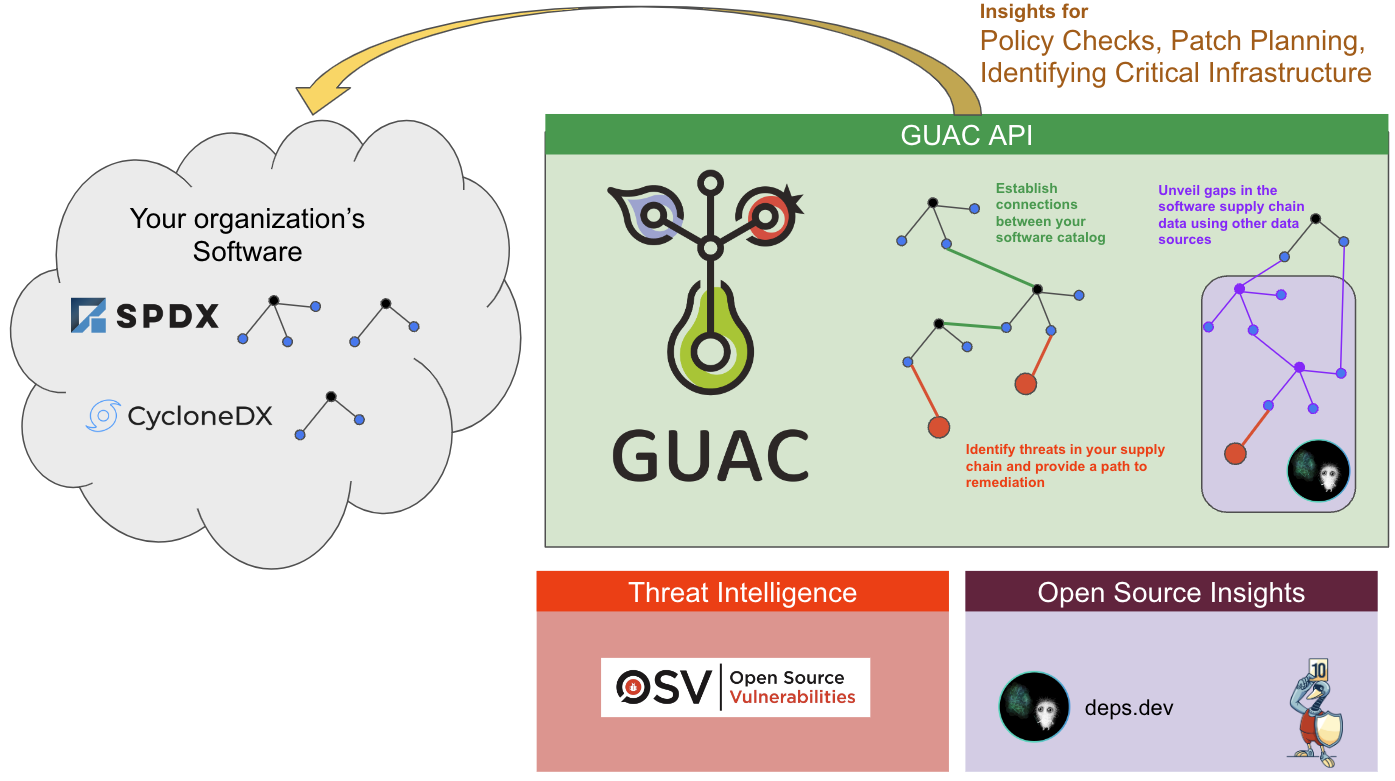 Insights for
Policy Checks, Patch Planning,
Identifying Critical Infrastructure
GUAC API
Your organization’s
Software
SPDX
CycloneDX
GUAC
Establish
connections
between your
software catalog
Unveil gaps in the
software supply chain
data using other data
sources
Identify threats in your supply
chain and provide a path to
remediation
Threat Intelligence
OSV
Open Source
Vulnerabilities
Open Source Insights
deps.dev
10